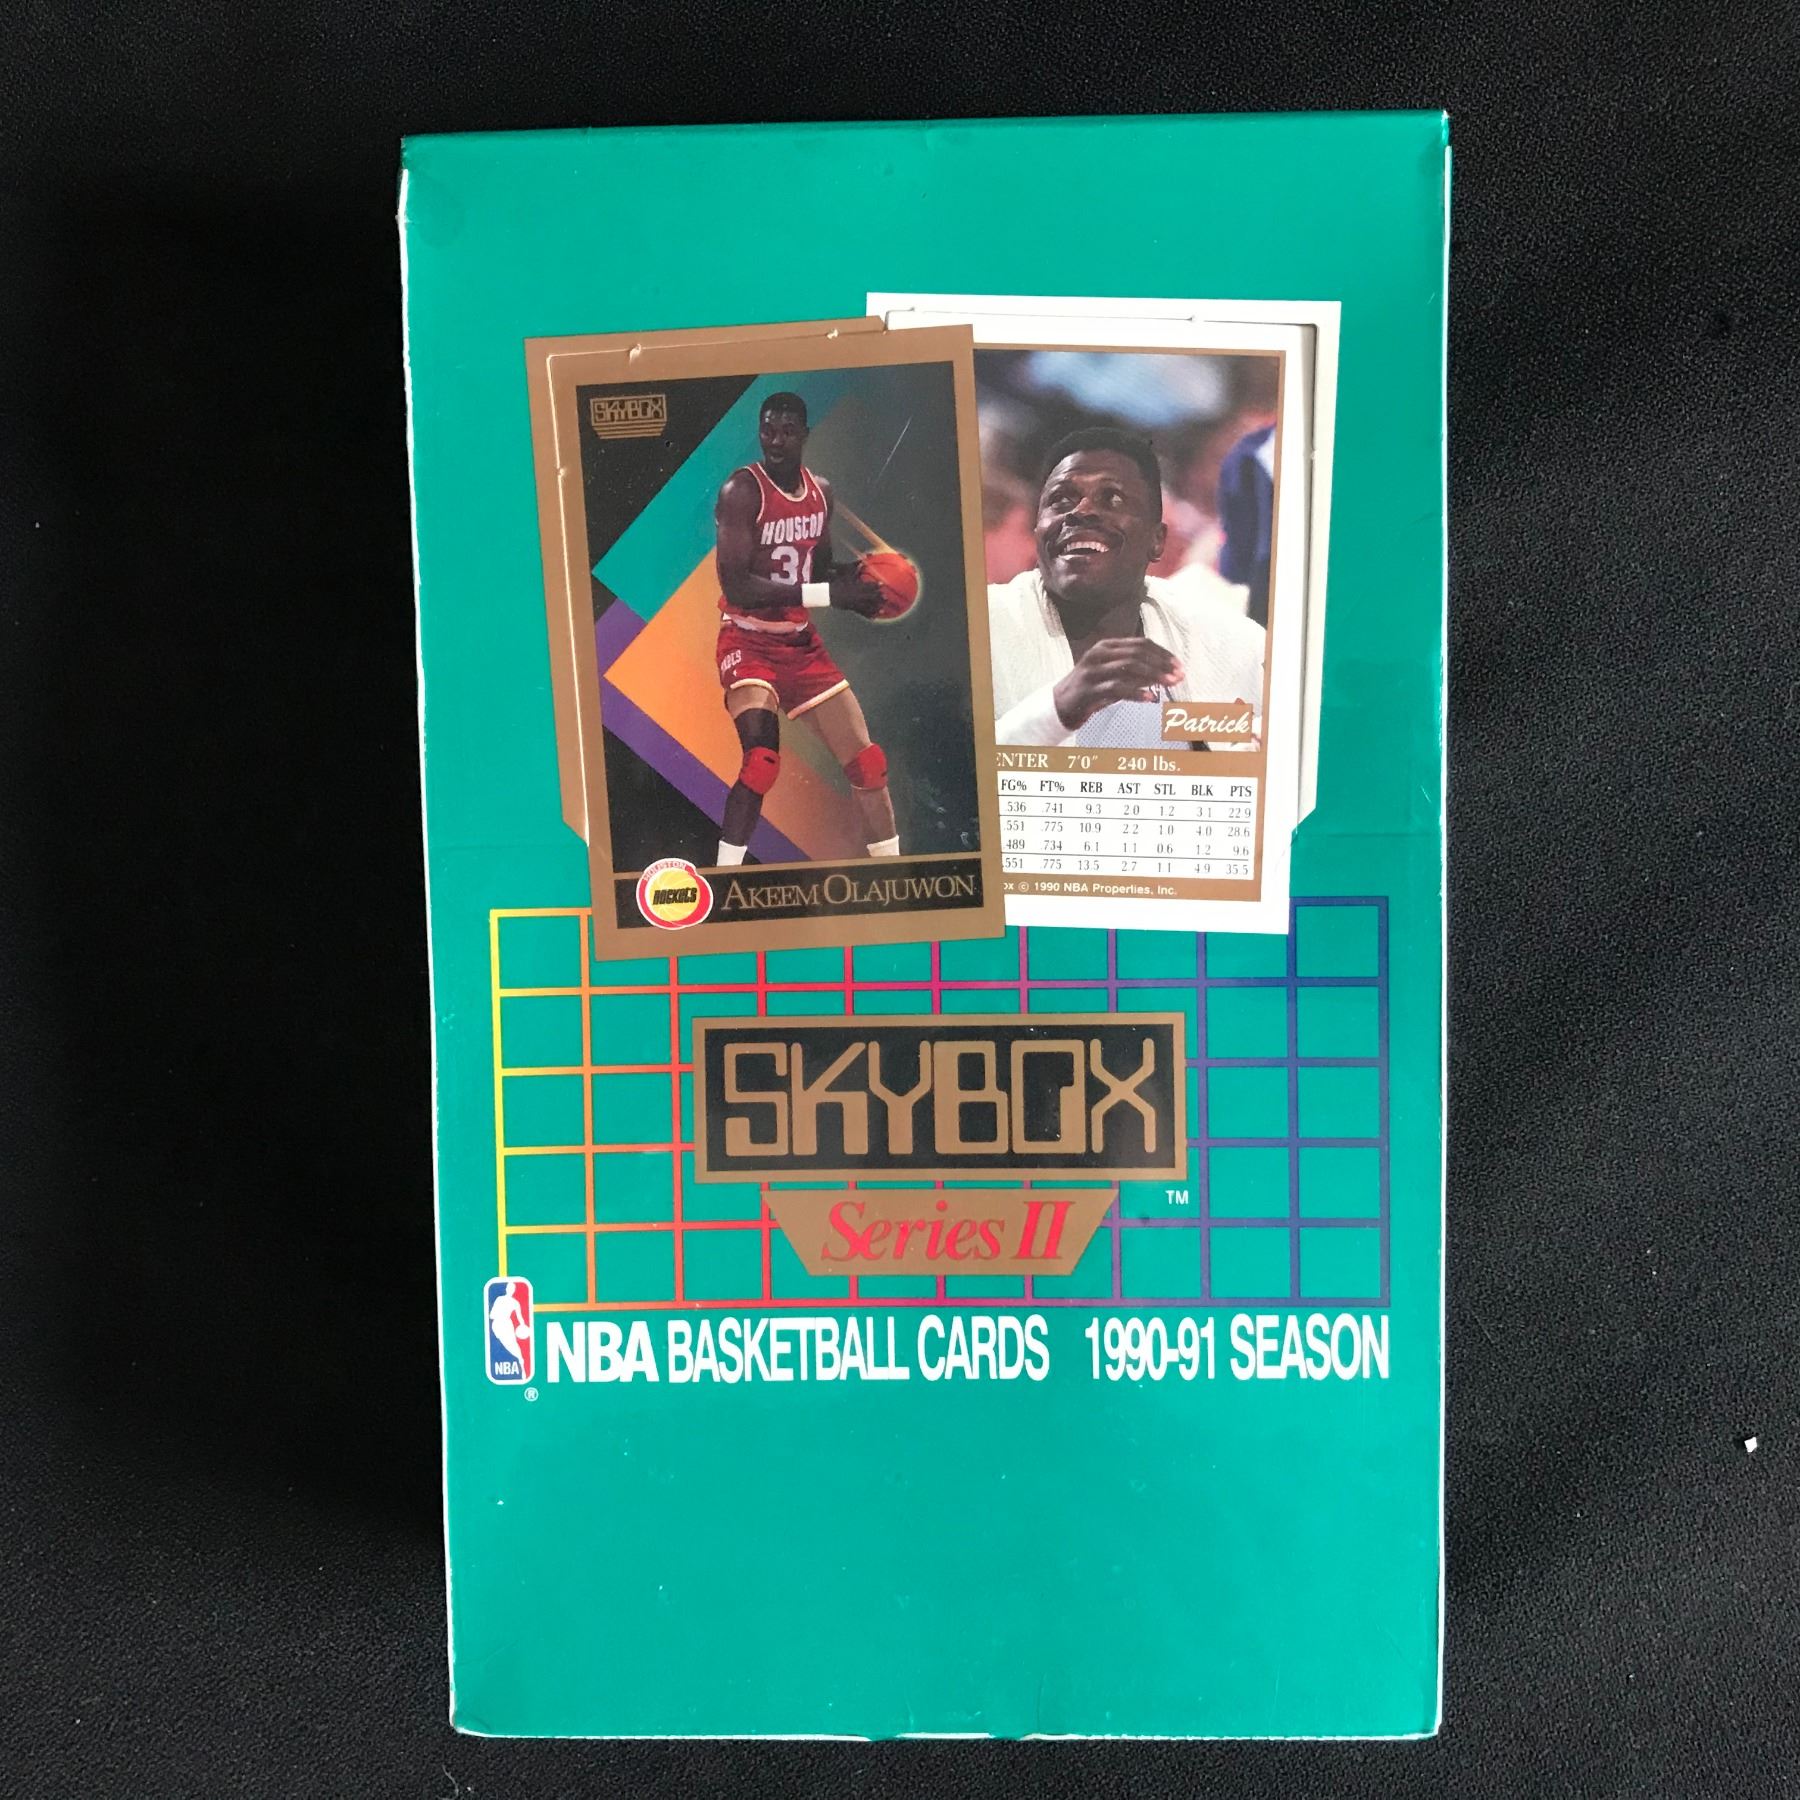 SKYBOX
HOUSTON
34
ROCKETS
HOUSTON
ROCKETS
AKEEM OLAJUWON
Patrick
ENTER 7'0" 240 lbs.
FG% FT% REB AST STL BLK PTS
.536 .741 9.3 2.0 1.2 3.1 22.9
.551 .775 10.9 2.2 1.0 4.0 28.6
.489 .734 6.1 1.1 0.6 1.2 9.6
.551 .775 13.5 2.7 1.1 4.9 35.5
ox © 1990 NBA Properties, Inc.
SKYBOX
TM
Series II
NBA
®
NBA BASKETBALL CARDS 1990-91 SEASON